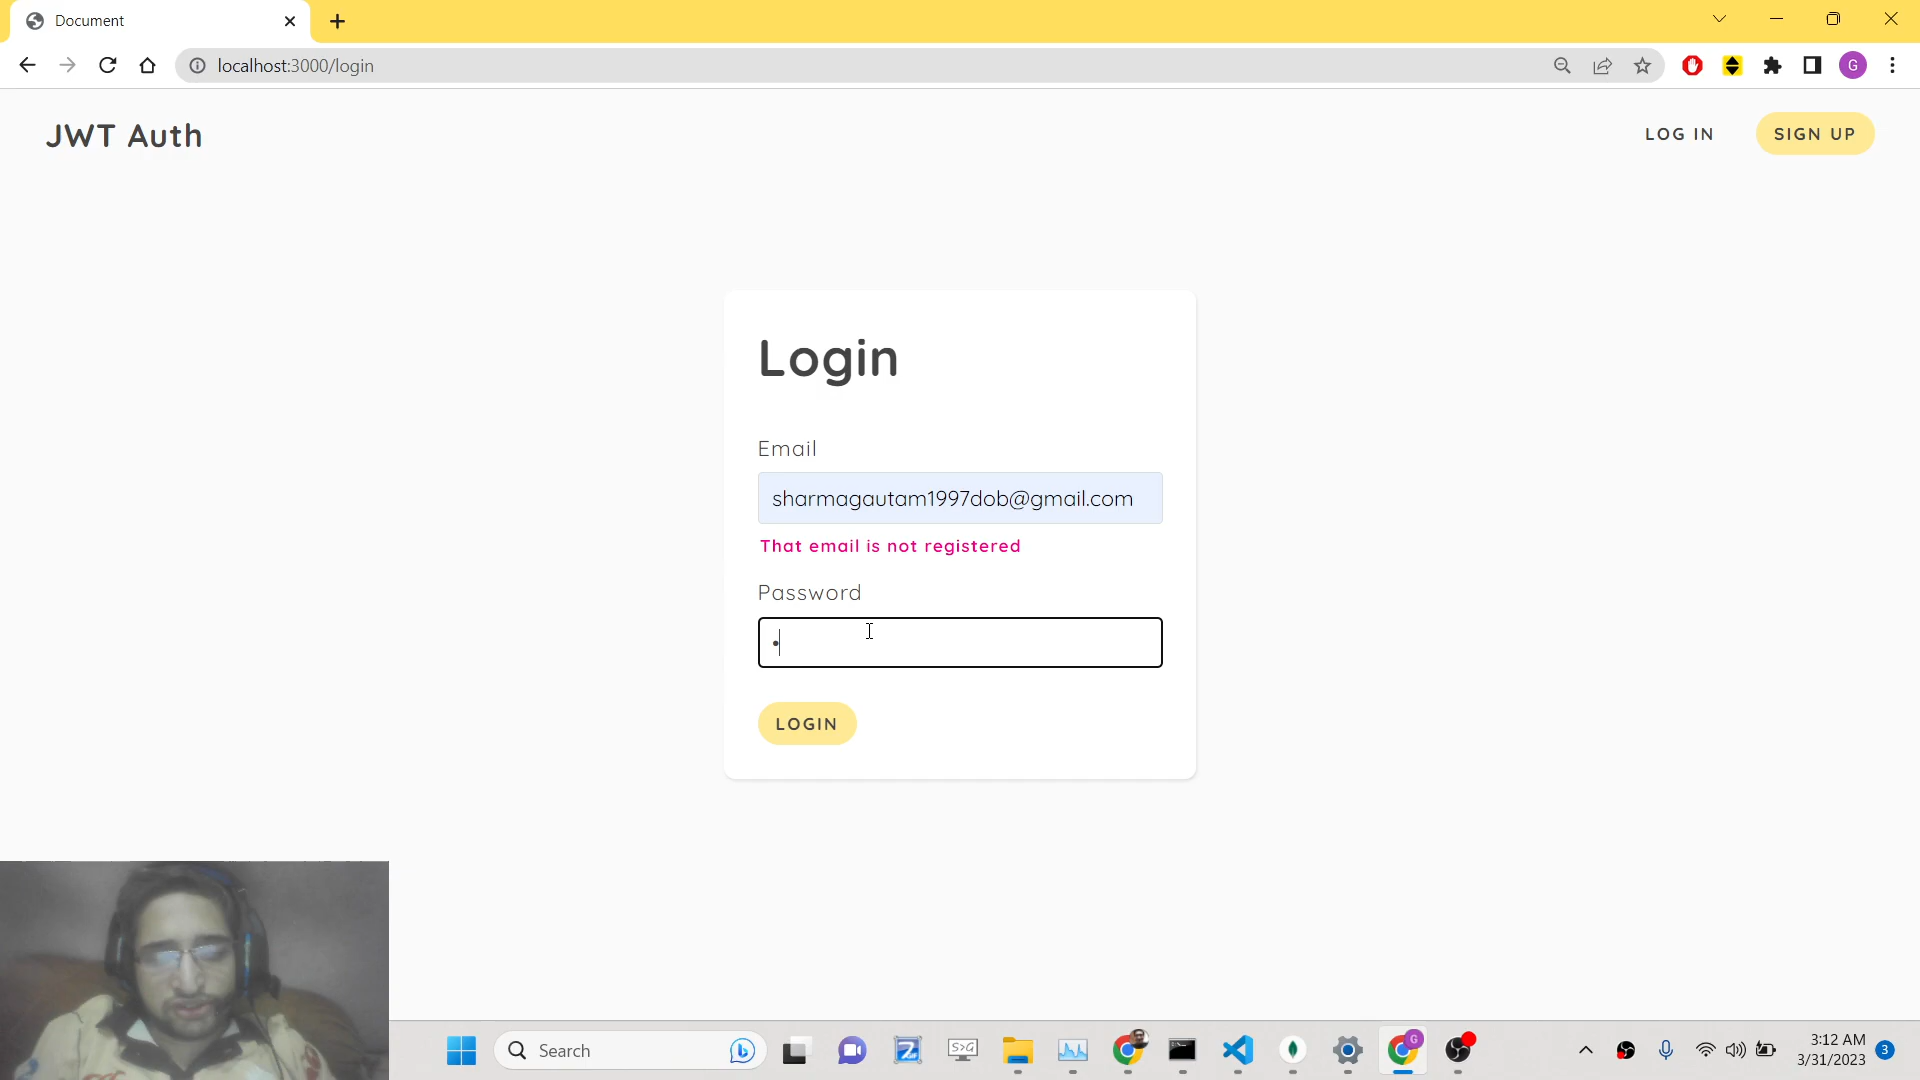 Document
localhost:3000/login
G
JWT Auth
LOG IN
SIGN UP
Login
Email
sharmagautam1997dob@gmail.com
That email is not registered
Password
LOGIN
Search
S>G
G
3:12 AM
3/31/2023
3